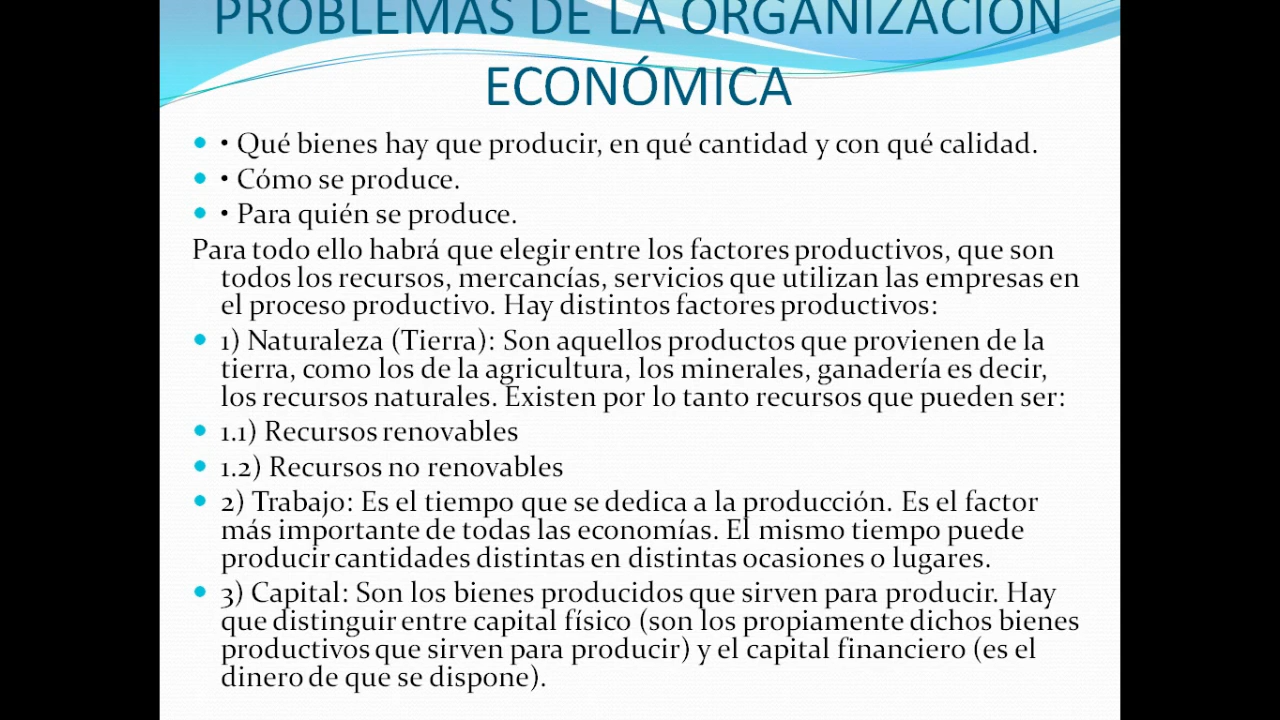 PROBLEMAS DE LA ORGANIZACIÓN
ECONÓMICA
• • Qué bienes hay que producir, en qué cantidad y con qué calidad.
• • Cómo se produce.
• • Para quién se produce.
Para todo ello habrá que elegir entre los factores productivos, que son
todos los recursos, mercancías, servicios que utilizan las empresas en
el proceso productivo. Hay distintos factores productivos:
• 1) Naturaleza (Tierra): Son aquellos productos que provienen de la
tierra, como los de la agricultura, los minerales, ganadería es decir,
los recursos naturales. Existen por lo tanto recursos que pueden ser:
• 1.1) Recursos renovables
• 1.2) Recursos no renovables
• 2) Trabajo: Es el tiempo que se dedica a la producción. Es el factor
más importante de todas las economías. El mismo tiempo puede
producir cantidades distintas en distintas ocasiones o lugares.
• 3) Capital: Son los bienes producidos que sirven para producir. Hay
que distinguir entre capital físico (son los propiamente dichos bienes
productivos que sirven para producir) y el capital financiero (es el
dinero de que se dispone).